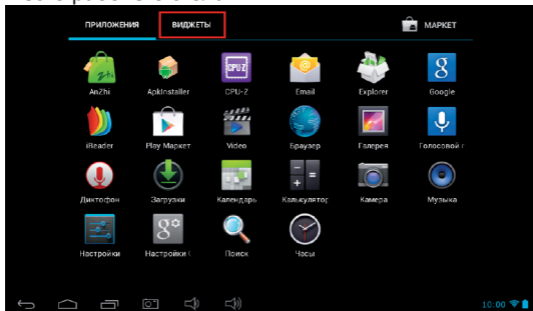 ПРИЛОЖЕНИЯ ВИДЖЕТЫ МАРКЕТ
AnZhi ApkInstaller CPU-Z Email Explorer Google
iReader Play Маркет Video Браузер Галерея Голосовой г
Диктофон Загрузки Календарь Калькулятор Камера Музыка
Настройки Настройки ( Поиск Часы
10:00